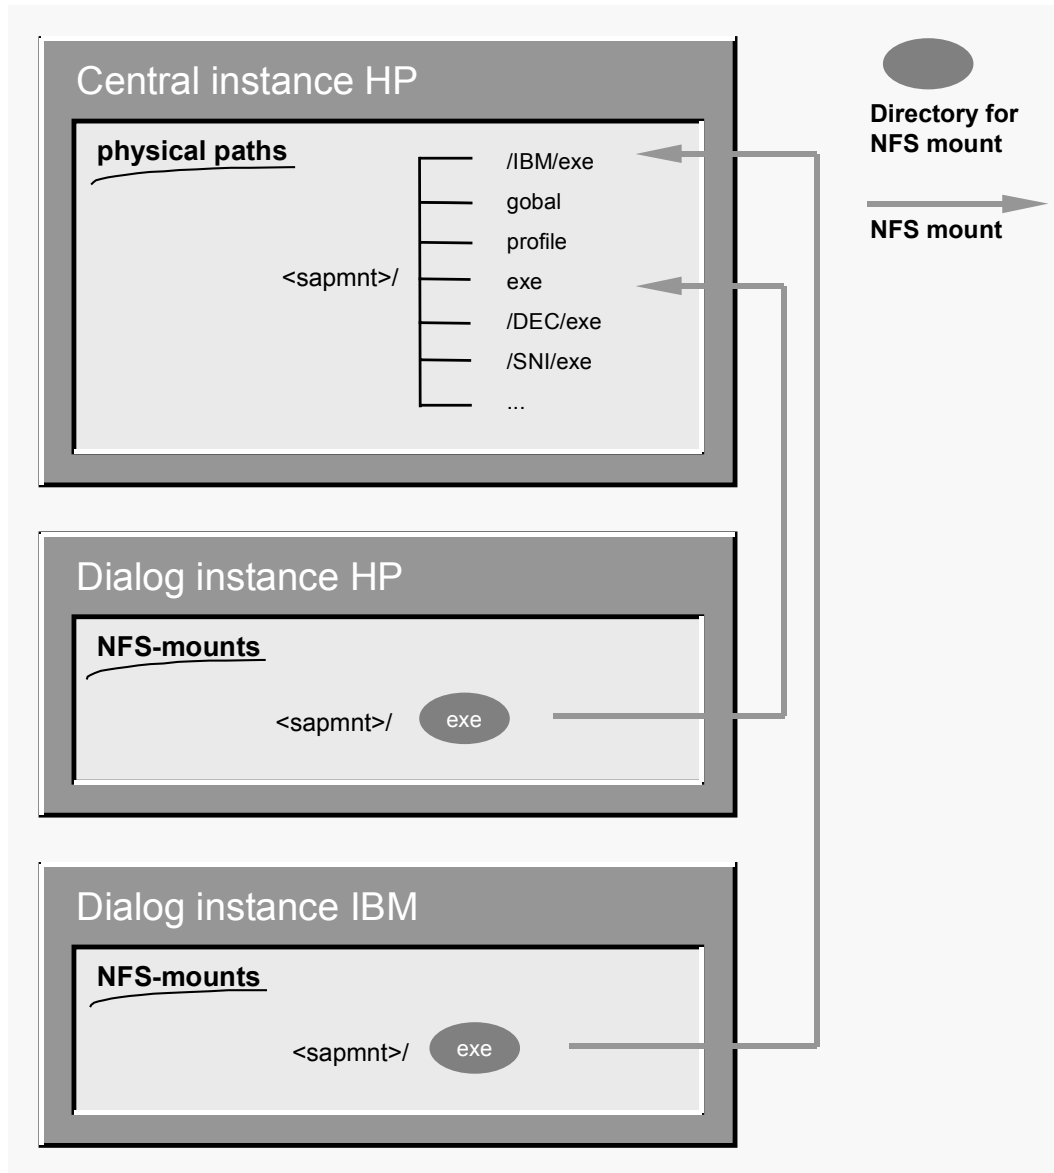 Central instance HP
physical paths
<sapmnt>/
/IBM/exe
gobal
profile
exe
/DEC/exe
/SNI/exe
...
Directory for
NFS mount
NFS mount
Dialog instance HP
NFS-mounts
<sapmnt>/ exe
Dialog instance IBM
NFS-mounts
<sapmnt>/ exe